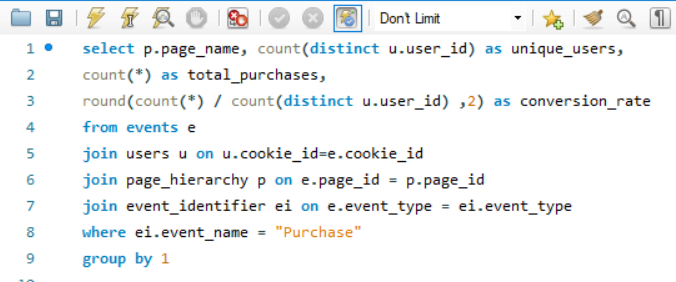 Don't Limit
1 select p.page_name, count(distinct u.user_id) as unique_users,
2 count(*) as total_purchases,
3 round(count(*) / count(distinct u.user_id) ,2) as conversion_rate
4 from events e
5 join users u on u.cookie_id=e.cookie_id
6 join page_hierarchy p on e.page_id = p.page_id
7 join event_identifier ei on e.event_type = ei.event_type
8 where ei.event_name = "Purchase"
9 group by 1